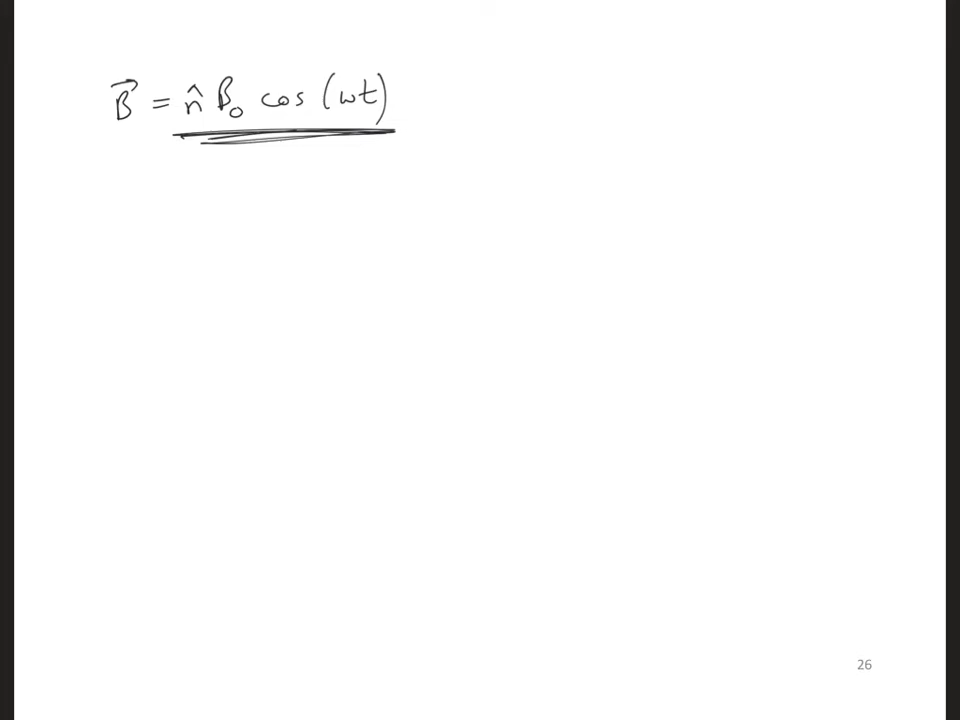 B⃗ = n̂ B₀ cos (ωt)
26